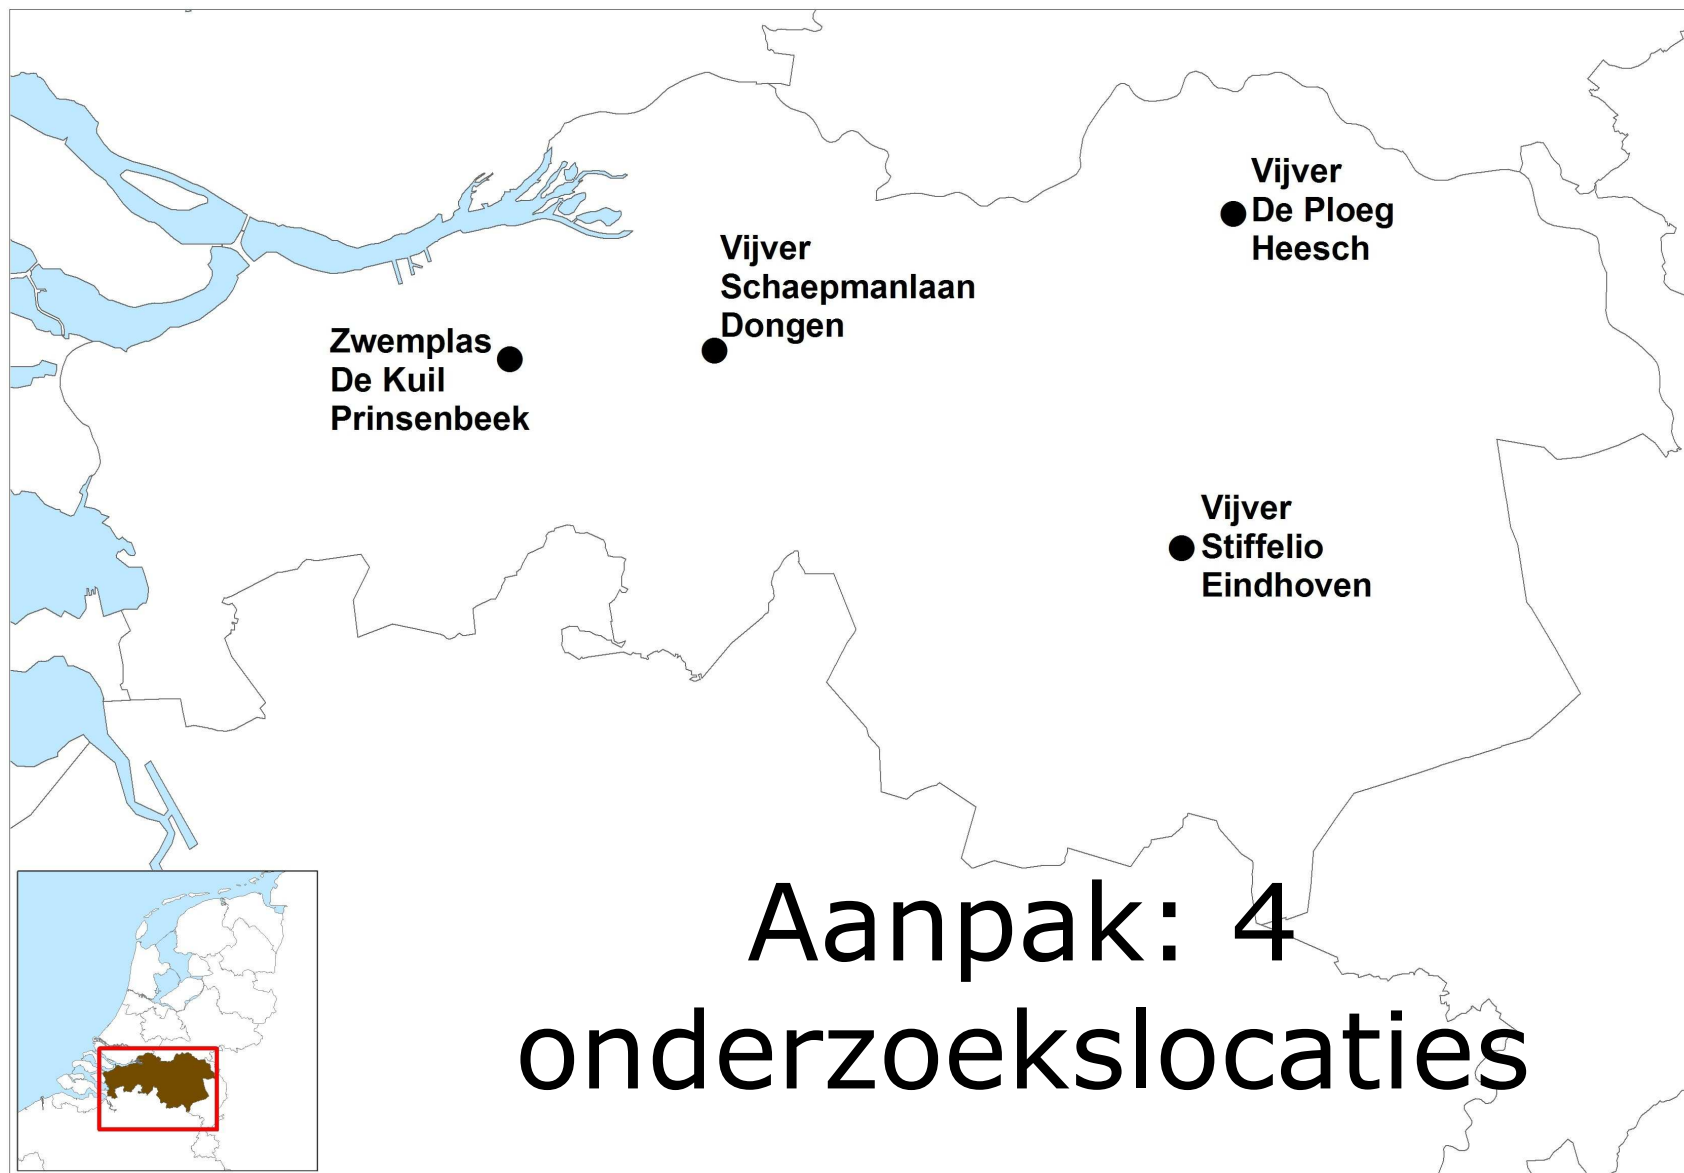 Vijver
De Ploeg
Heesch
Vijver
Schaepmanlaan
Dongen
Zwemplas
De Kuil
Prinsenbeek
Vijver
Stiffelio
Eindhoven
Aanpak: 4
onderzoekslocaties